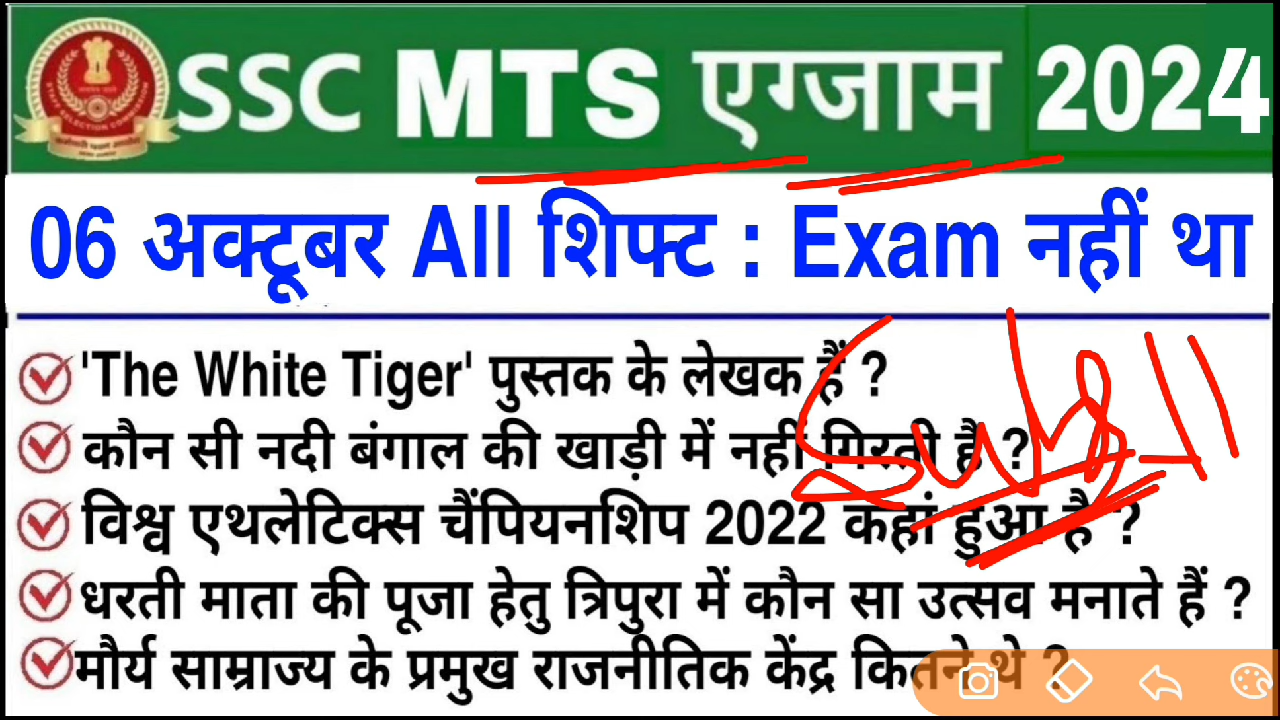 SSC MTS एग्जाम 2024
06 अक्टूबर All शिफ्ट : Exam नहीं था
'The White Tiger' पुस्तक के लेखक हैं ?
कौन सी नदी बंगाल की खाड़ी में नहीं गिरती है ?
विश्व एथलेटिक्स चैंपियनशिप 2022 कहां हुआ है ?
धरती माता की पूजा हेतु त्रिपुरा में कौन सा उत्सव मनाते हैं ?
मौर्य साम्राज्य के प्रमुख राजनीतिक केंद्र कितने थे ?